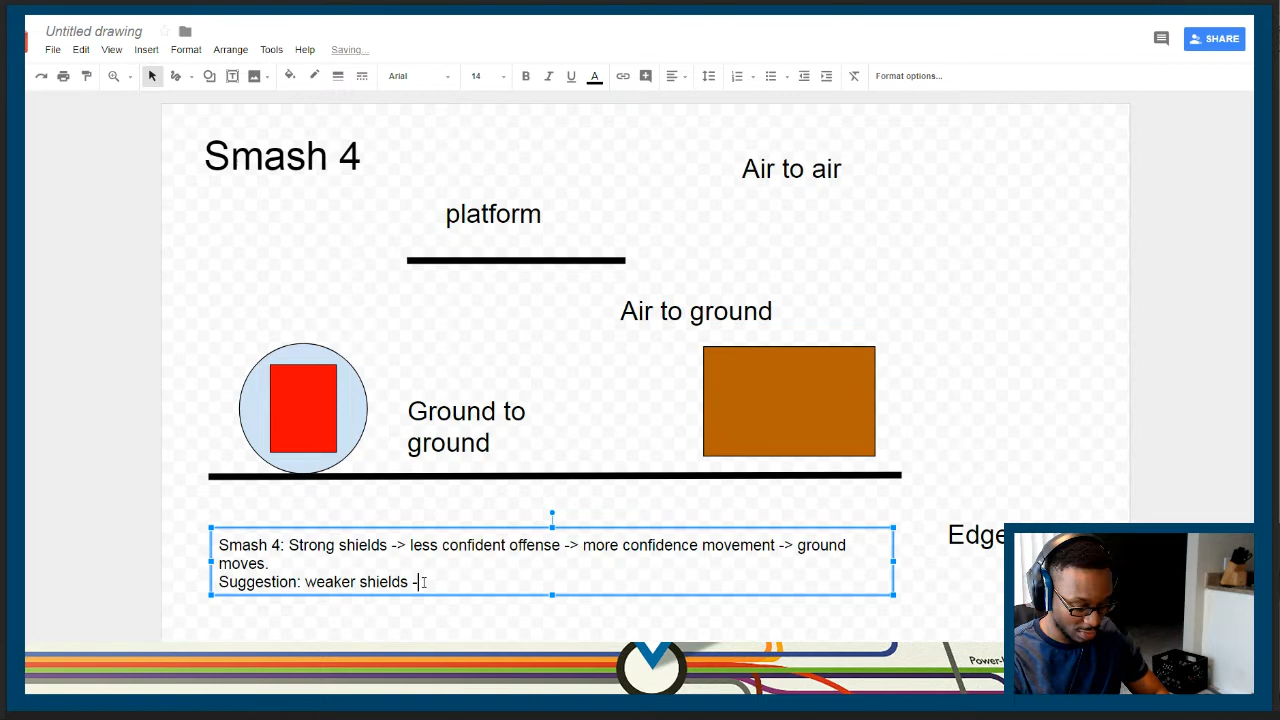 Untitled drawing
File Edit View Insert Format Arrange Tools Help Saving...
SHARE
Arial 14 B I U A Format options...
Smash 4
Air to air
platform
Air to ground
Ground to
ground
Smash 4: Strong shields -> less confident offense -> more confidence movement -> ground
moves.
Suggestion: weaker shields -
Edge
Power-